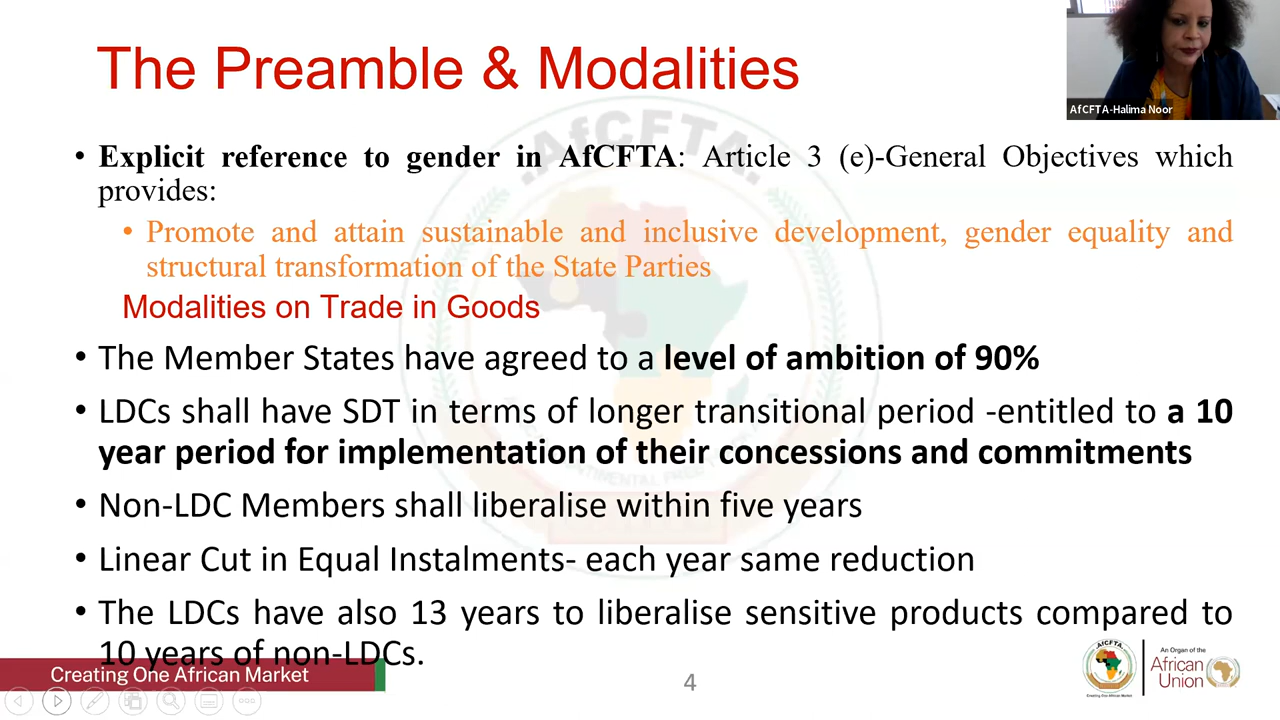 The Preamble & Modalities
AfCFTA-Halima Noor
• Explicit reference to gender in AfCFTA: Article 3 (e)-General Objectives which
provides:
• Promote and attain sustainable and inclusive development, gender equality and
structural transformation of the State Parties
Modalities on Trade in Goods
• The Member States have agreed to a level of ambition of 90%
• LDCs shall have SDT in terms of longer transitional period -entitled to a 10
year period for implementation of their concessions and commitments
• Non-LDC Members shall liberalise within five years
• Linear Cut in Equal Instalments- each year same reduction
• The LDCs have also 13 years to liberalise sensitive products compared to
10 years of non-LDCs.
Creating One African Market
4
AfCFTA
Creating One African Market
An Organ of the
African
Union
AfCFTA